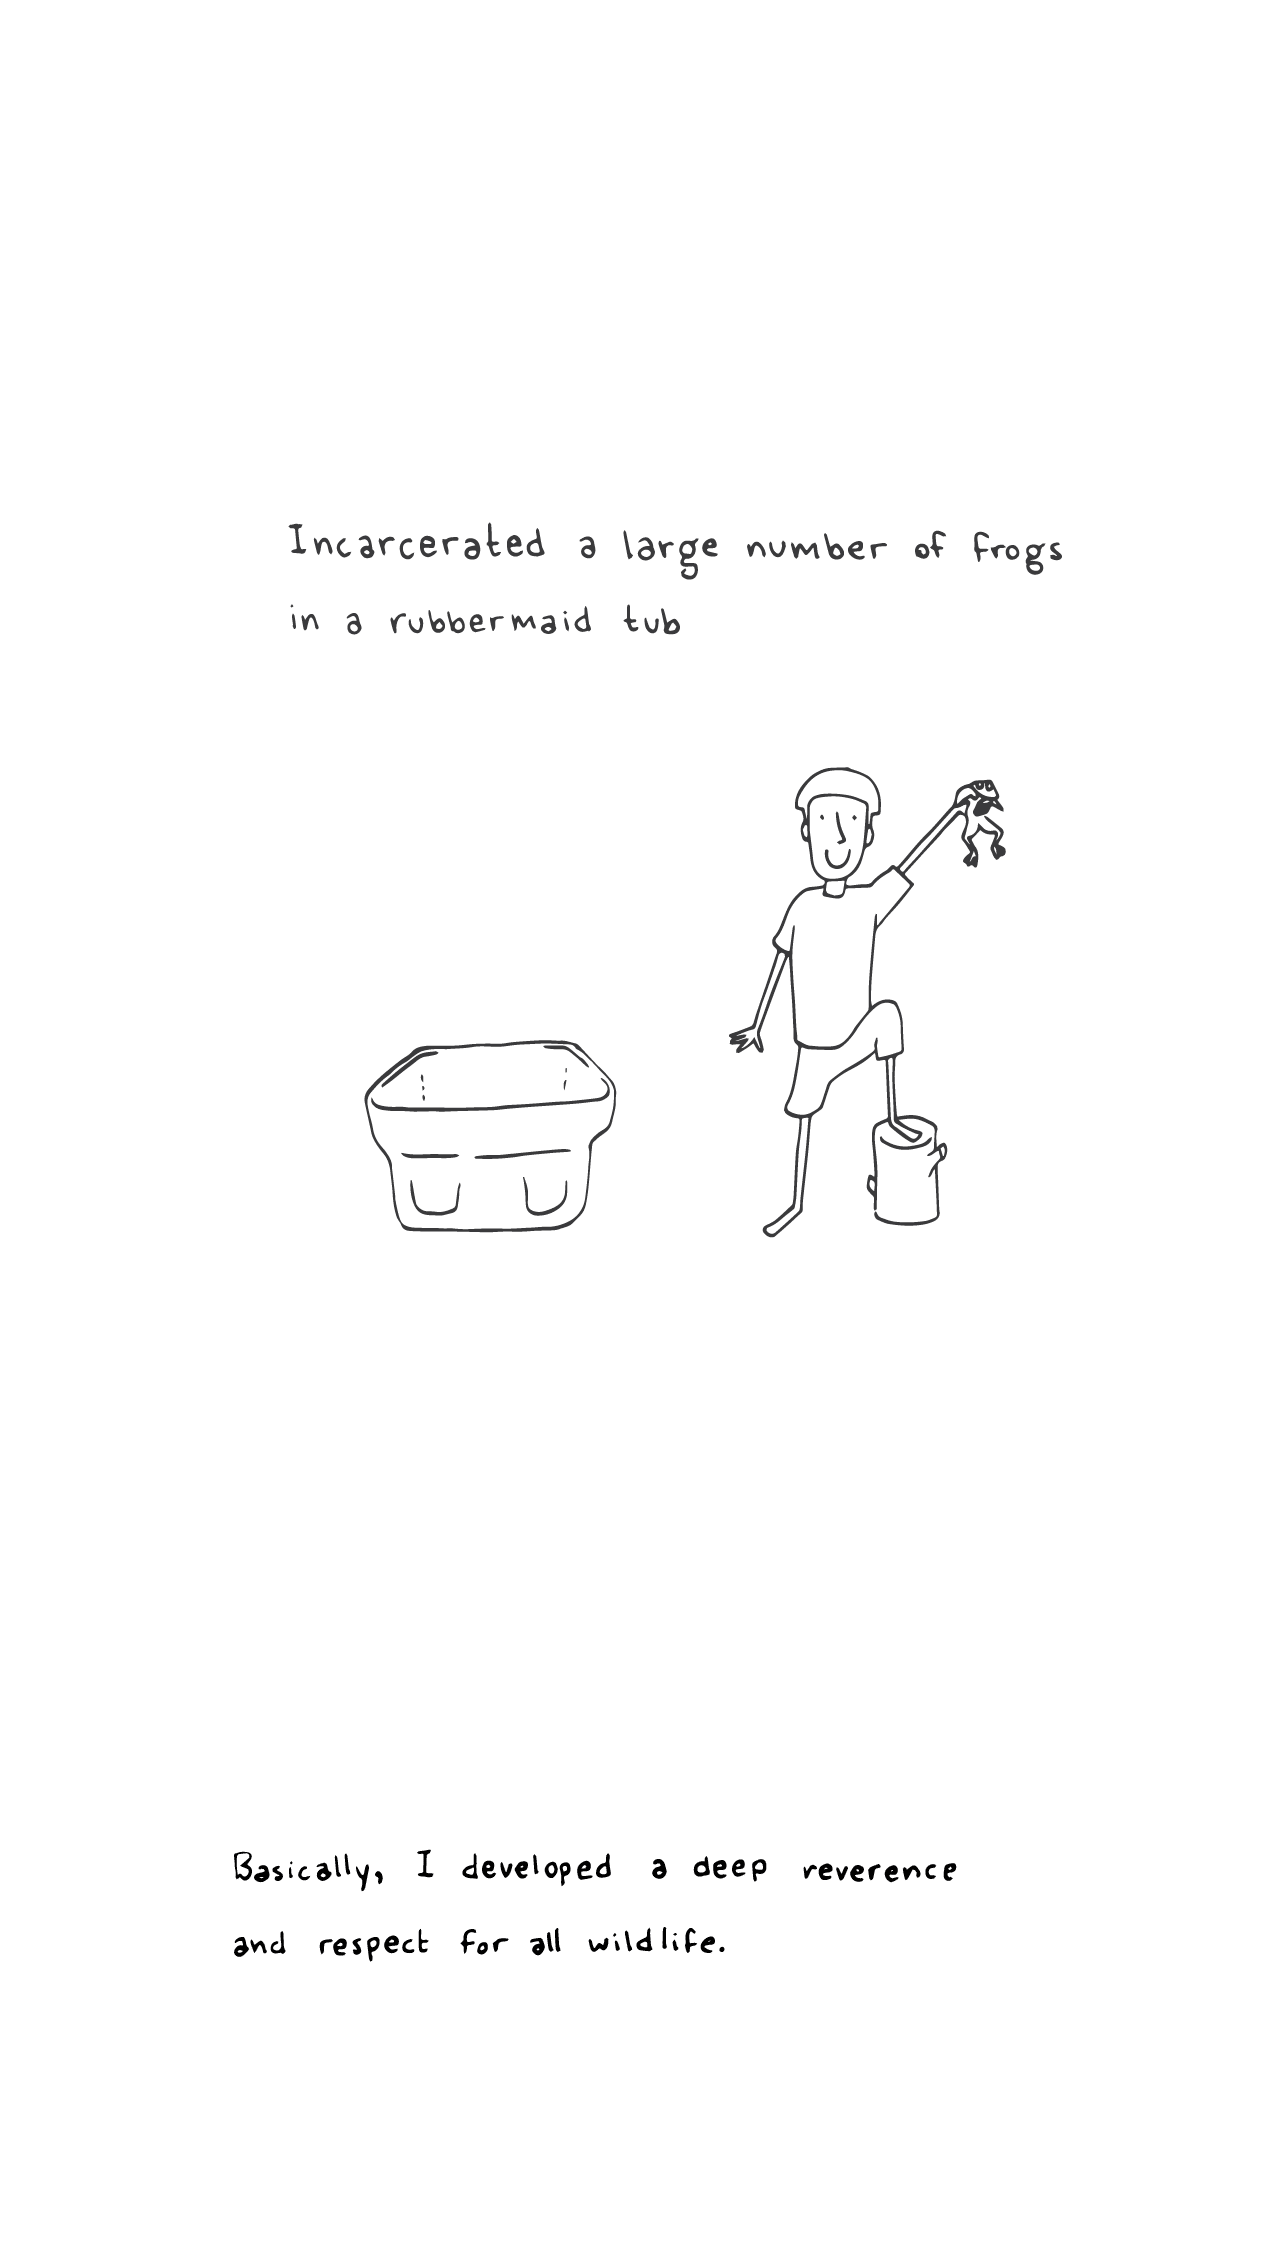 Incarcerated a large number of frogs
in a rubbermaid tub
Basically, I developed a deep reverence
and respect for all wildlife.